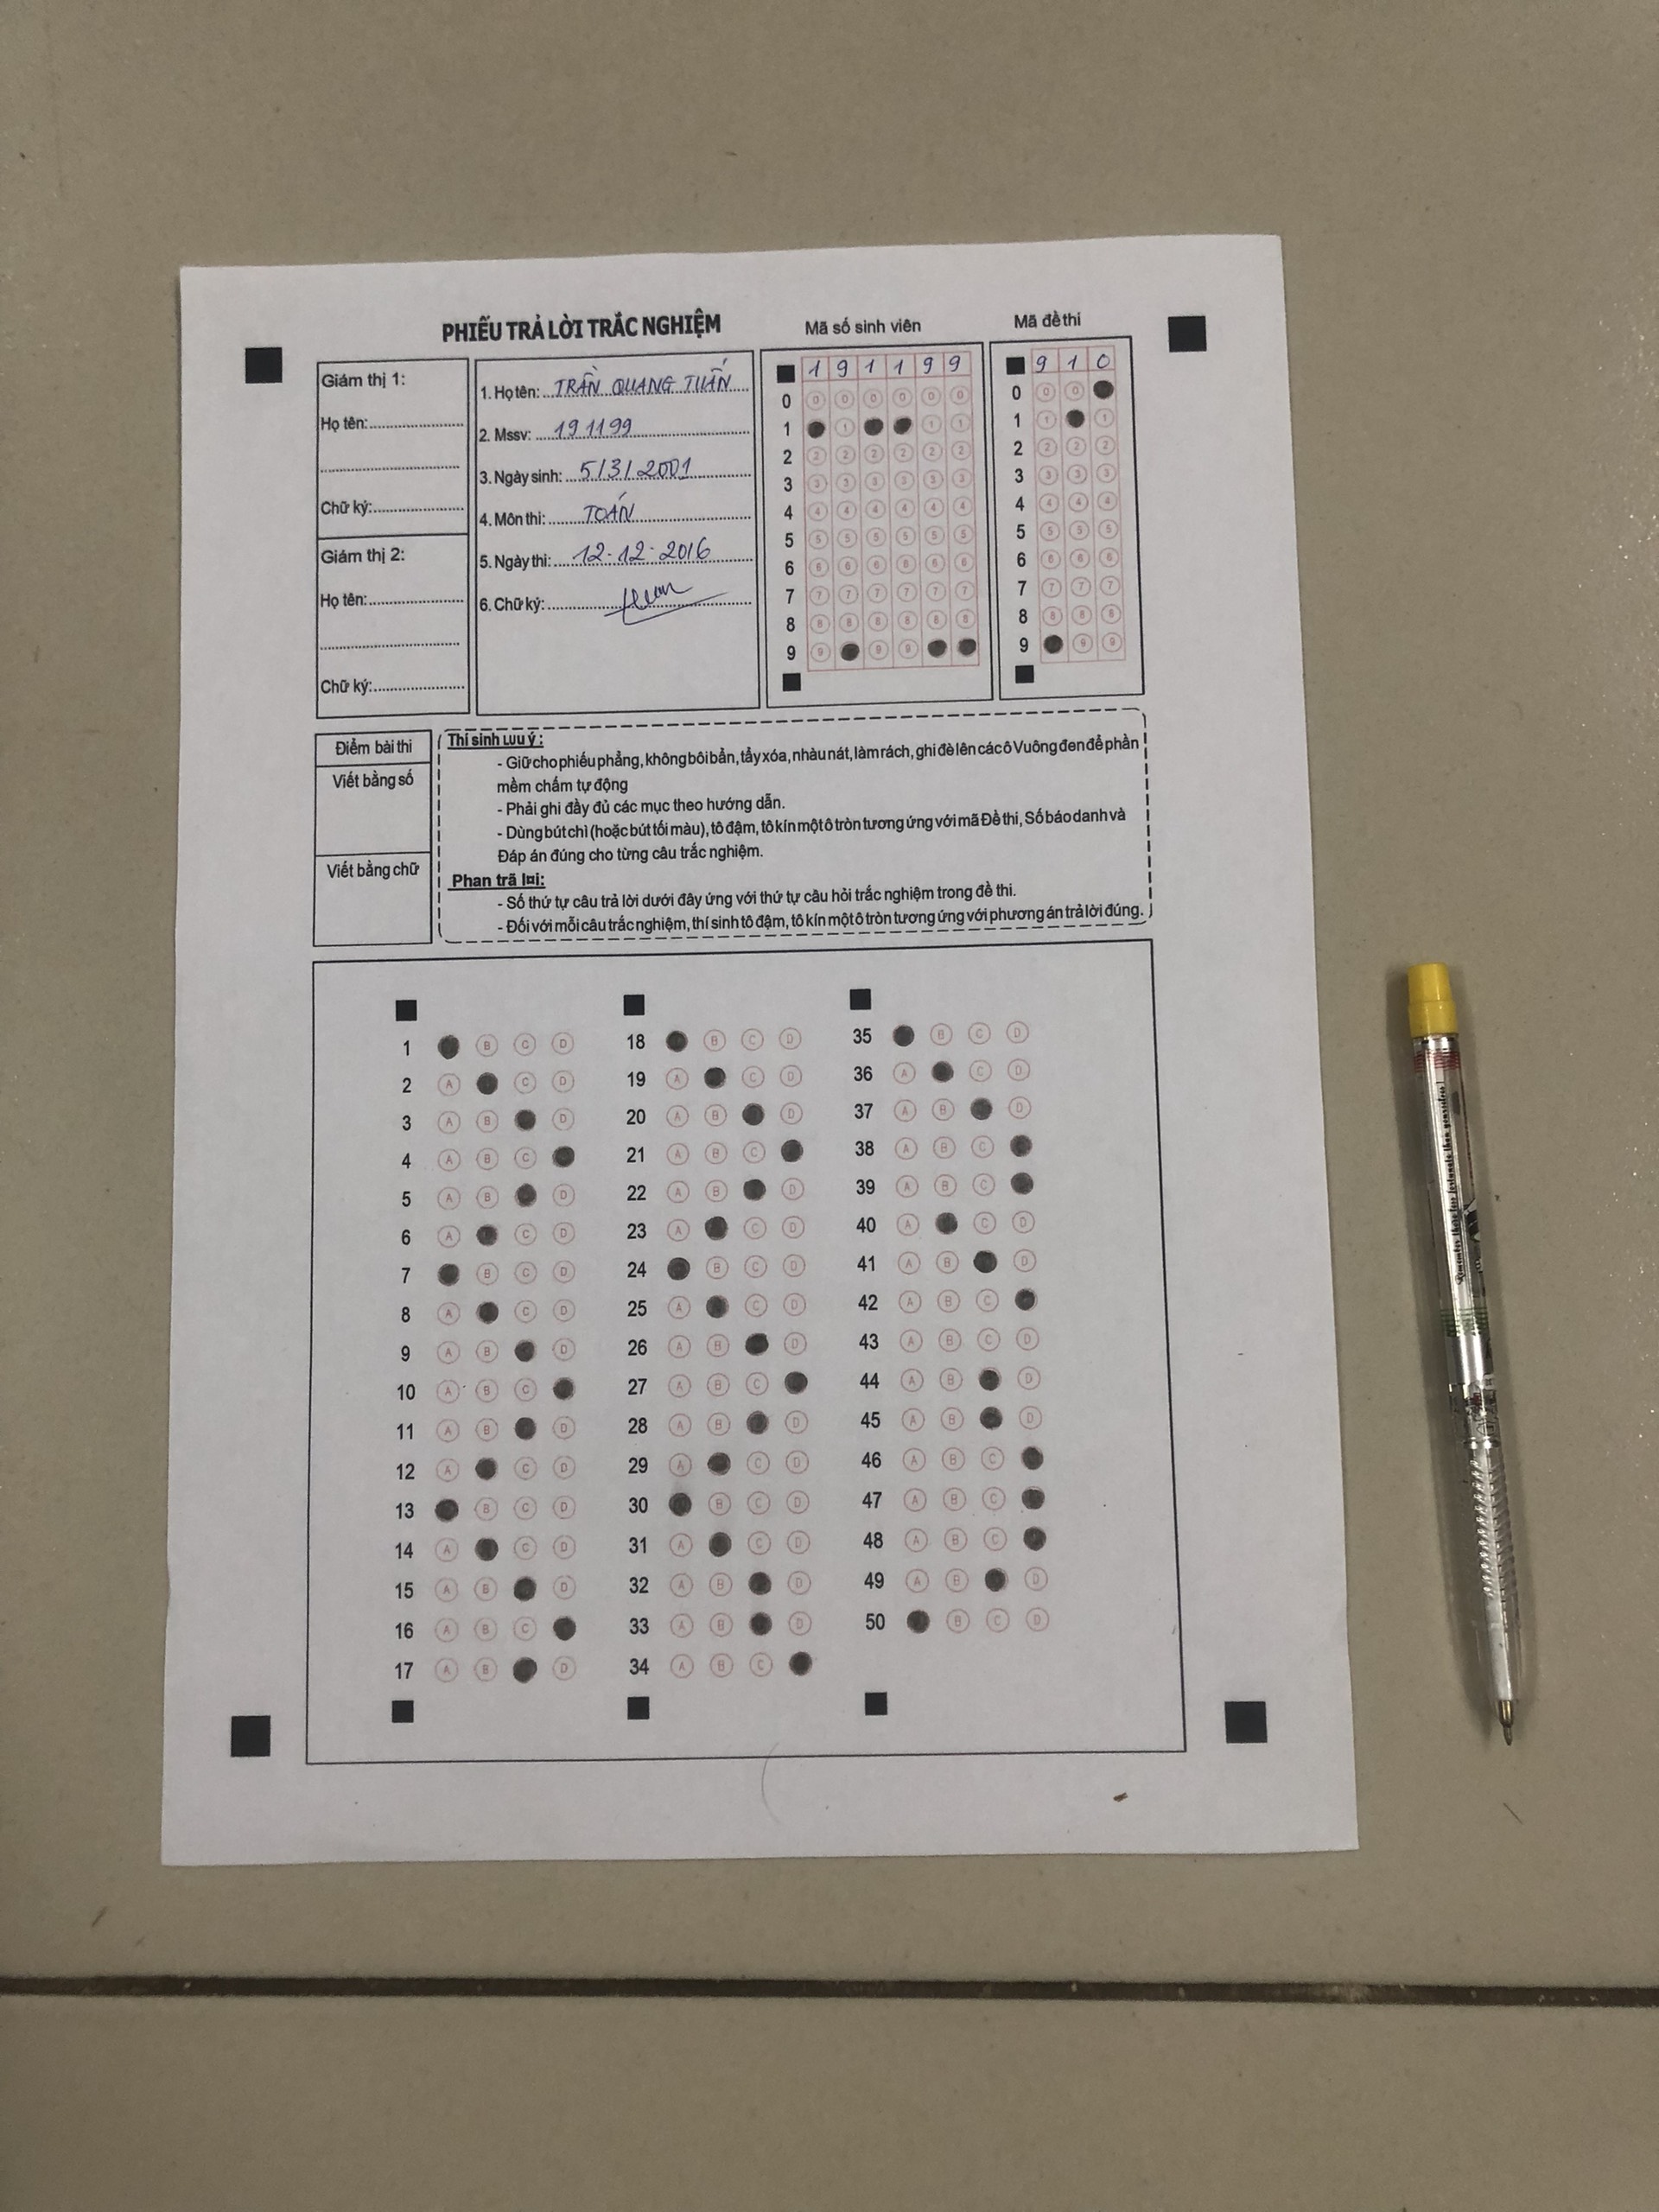 PHIẾU TRẢ LỜI TRẮC NGHIỆM
Mã số sinh viên
Mã đề thi
Giám thị 1:
Họ tên:
Chữ ký:
Giám thị 2:
Họ tên:
Chữ ký:
1. Họ tên: TRẦN QUANG TUẤN
2. Mssv: 191199
3. Ngày sinh: 5/3/2001
4. Môn thi: TOÁN
5. Ngày thi: 12-12-2016
6. Chữ ký:
1 9 1 1 9 9
0 0 0 0 0 0 0
1 1 1 1
2 2 2 2 2 2 2
3 3 3 3 3 3 3
4 4 4 4 4 4 4
5 5 5 5 5 5 5
6 6 6 6 6 6 6
7 7 7 7 7 7 7
8 8 8 8 8 8 8
9 9 9 9
9 1 0
0 0 0
1 1 1
2 2 2 2
3 3 3 3
4 4 4 4
5 5 5 5
6 6 6 6
7 7 7 7
8 8 8 8
9 9 9
Điểm bài thi
Viết bằng số
Viết bằng chữ
Thí sinh Lưu ý :
- Giữ cho phiếu phẳng, không bôi bẩn, tẩy xóa, nhàu nát, làm rách, ghi đè lên các ô Vuông đen để phần
mềm chấm tự động
- Phải ghi đầy đủ các mục theo hướng dẫn.
- Dùng bút chì (hoặc bút tối màu), tô đậm, tô kín một ô tròn tương ứng với mã Đề thi, Số báo danh và
Đáp án đúng cho từng câu trắc nghiệm.
Phan trã l¤i:
- Số thứ tự câu trả lời dưới đây ứng với thứ tự câu hỏi trắc nghiệm trong đề thi.
- Đối với mỗi câu trắc nghiệm, thí sinh tô đậm, tô kín một ô tròn tương ứng với phương án trả lời đúng.
1 B C D
2 A C D
3 A B D
4 A B C
5 A B D
6 A C D
7 B C D
8 A C D
9 A B D
10 A B C
11 A B D
12 A C D
13 B C D
14 A C D
15 A B D
16 A B C
17 A B D
18 B C D
19 A C D
20 A B D
21 A B C
22 A B D
23 A C D
24 B C D
25 A C D
26 A B D
27 A B C
28 A B D
29 A C D
30 B C D
31 A C D
32 A B D
33 A B D
34 A B C
35 B C D
36 A C D
37 A B D
38 A B C
39 A B C
40 A C D
41 A B D
42 A B C
43 A B C D
44 A B D
45 A B D
46 A B C
47 A B C
48 A B C
49 A B D
50 B C D